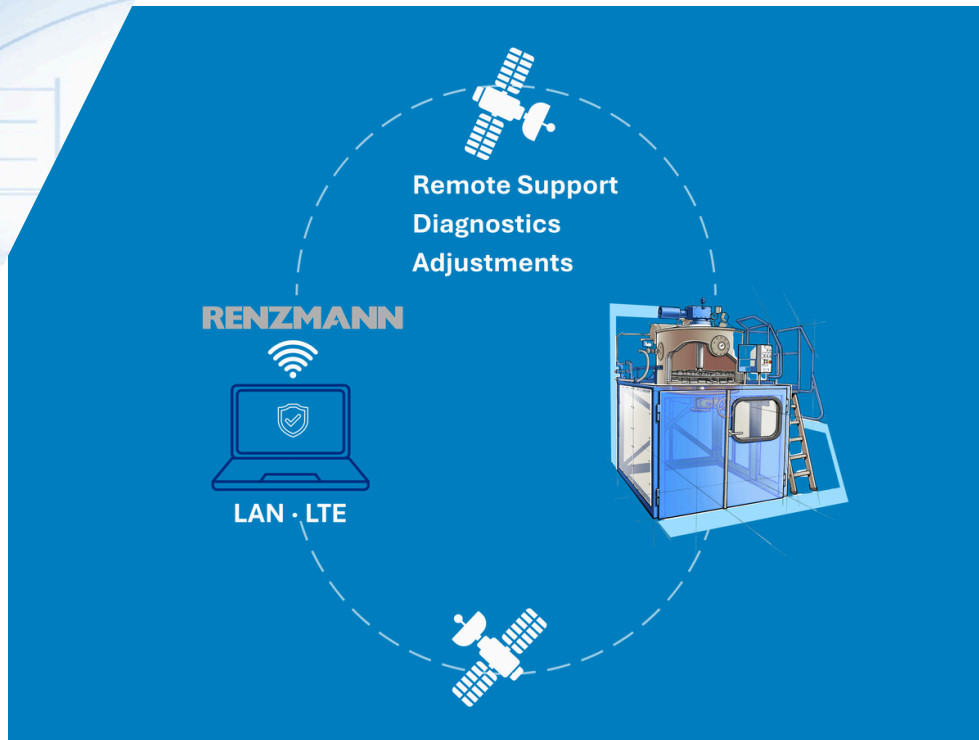 Remote Support
Diagnostics
Adjustments
RENZMANN
LAN · LTE